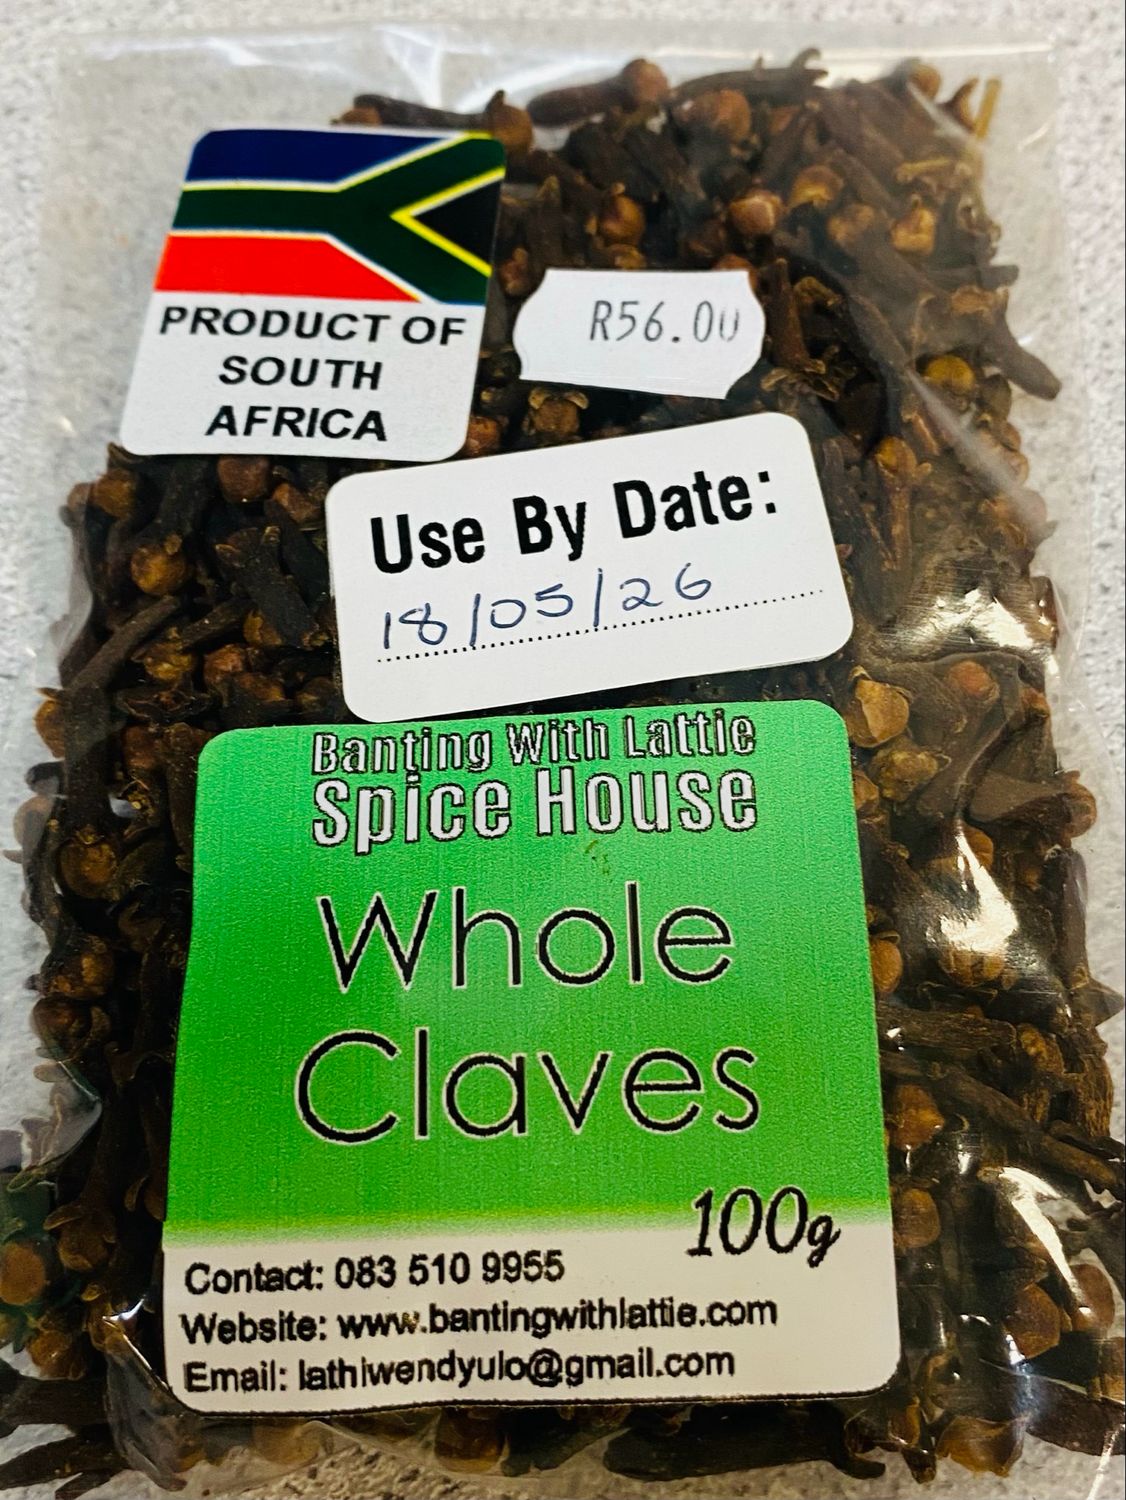 PRODUCT OF
SOUTH
AFRICA
R56.00
Use By Date:
18/05/26
Banting With Lattie
Spice House
Whole
Claves
100g
Contact: 083 510 9955
Website: www.bantingwithlattie.com
Email: lathiwendyulo@gmail.com